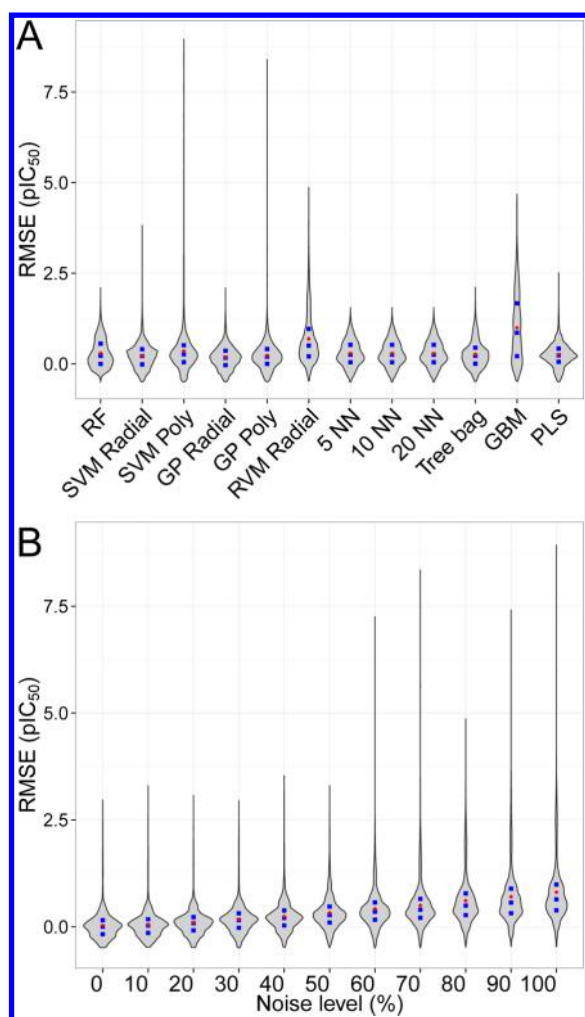 A
RMSE (pIC₅₀)
7.5
5.0
2.5
0.0
RF
SVM Radial
SVM Poly
GP Radial
GP Poly
RVM Radial
5 NN
10 NN
20 NN
Tree bag
GBM
PLS
B
RMSE (pIC₅₀)
7.5
5.0
2.5
0.0
0 10 20 30 40 50 60 70 80 90 100
Noise level (%)